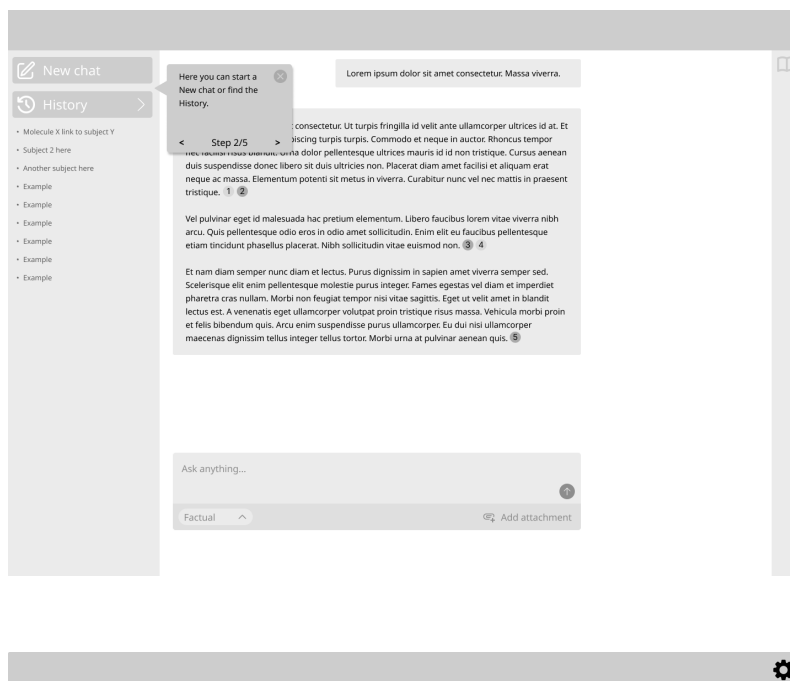 New chat
History
• Molecule X link to subject Y
• Subject 2 here
• Another subject here
• Example
• Example
• Example
• Example
• Example
• Example
Here you can start a
New chat or find the
History.
< Step 2/5 >
Lorem ipsum dolor sit amet consectetur. Massa viverra.
consectetur. Ut turpis fringilla id velit ante ullamcorper ultrices id at. Et
turpis turpis. Commodo et neque in auctor. Rhoncus tempor
nec facilisi risus blandit. Urna dolor pellentesque ultrices mauris id id non tristique. Cursus aenean
duis suspendisse donec libero sit duis ultricies non. Placerat diam amet facilisi et aliquam erat
neque ac massa. Elementum potenti sit metus in viverra. Curabitur nunc vel nec mattis in praesent
tristique. 1 2
Vel pulvinar eget id malesuada hac pretium elementum. Libero faucibus lorem vitae viverra nibh
arcu. Quis pellentesque odio eros in odio amet sollicitudin. Enim elit eu faucibus pellentesque
etiam tincidunt phasellus placerat. Nibh sollicitudin vitae euismod non. 3 4
Et nam diam semper nunc diam et lectus. Purus dignissim in sapien amet viverra semper sed.
Scelerisque elit enim pellentesque molestie purus integer. Fames egestas vel diam et imperdiet
pharetra cras nullam. Morbi non feugiat tempor nisi vitae sagittis. Eget ut velit amet in blandit
lectus est. A venenatis eget ullamcorper volutpat proin tristique risus massa. Vehicula morbi proin
et felis bibendum quis. Arcu enim suspendisse purus ullamcorper. Eu dui nisi ullamcorper
maecenas dignissim tellus integer tellus tortor. Morbi urna at pulvinar aenean quis. 5
Ask anything...
Factual
Add attachment